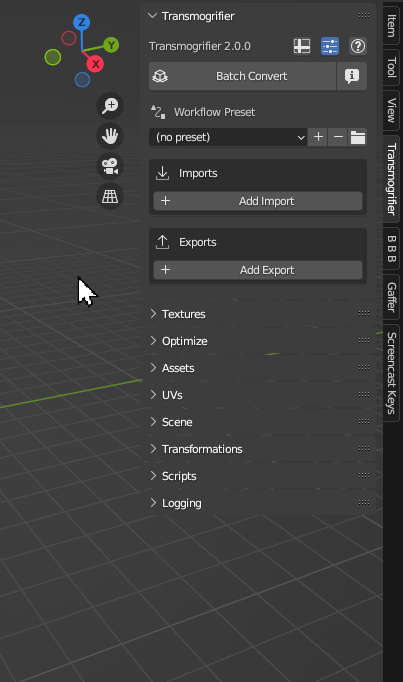 Z
Y
X
Transmogrifier
Transmogrifier 2.0.0
Batch Convert
Workflow Preset
(no preset)
Imports
Add Import
Exports
Add Export
Textures
Optimize
Assets
UVs
Scene
Transformations
Scripts
Logging
Item
Tool
View
Transmogrifier
B B B
Gaffer
Screencast Keys